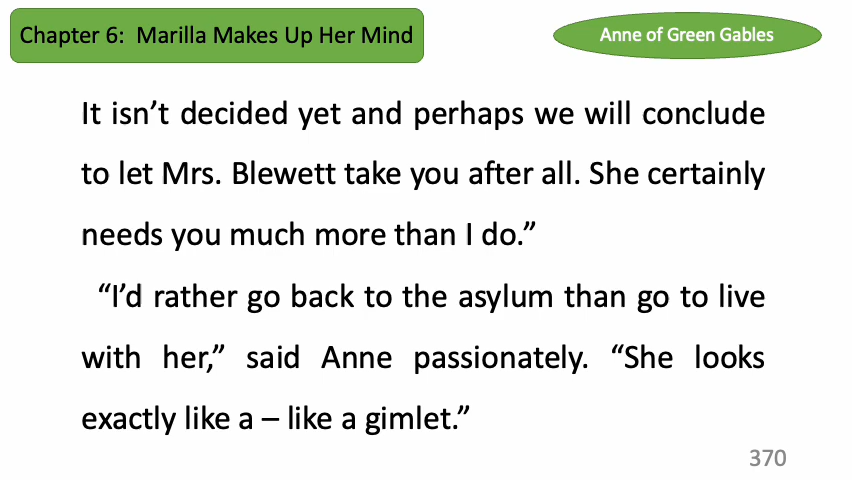 Chapter 6:  Marilla Makes Up Her Mind
Anne of Green Gables
It isn’t decided yet and perhaps we will conclude
to let Mrs. Blewett take you after all. She certainly
needs you much more than I do.”
“I’d rather go back to the asylum than go to live
with her,” said Anne passionately. “She looks
exactly like a – like a gimlet.”
370